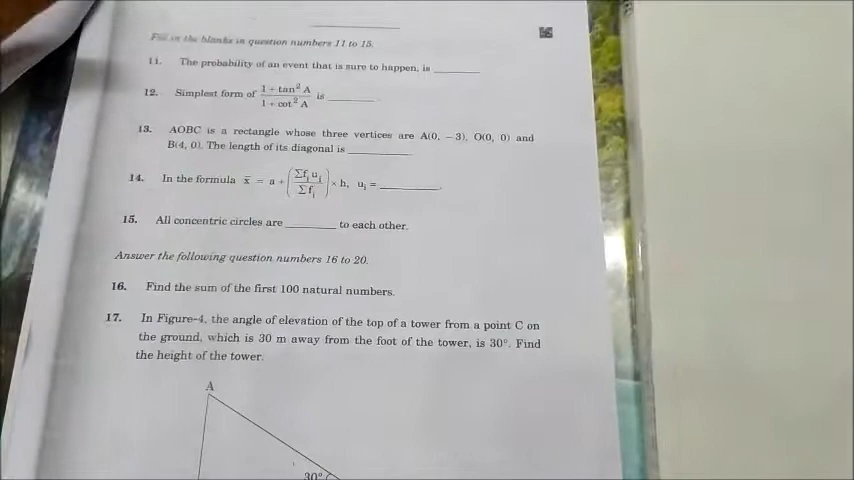 Fill in the blanks in question numbers 11 to 15.
11. The probability of an event that is sure to happen, is ________
12. Simplest form of (1 + tan² A)/(1 + cot² A) is ________.
13. AOBC is a rectangle whose three vertices are A(0, – 3), O(0, 0) and
B(4, 0). The length of its diagonal is ________
14. In the formula x̄ = a + (Σfᵢuᵢ/Σfᵢ) × h, uᵢ = ________.
15. All concentric circles are ________ to each other.
Answer the following question numbers 16 to 20.
16. Find the sum of the first 100 natural numbers.
17. In Figure-4, the angle of elevation of the top of a tower from a point C on
the ground, which is 30 m away from the foot of the tower, is 30°. Find
the height of the tower.
A
30° C